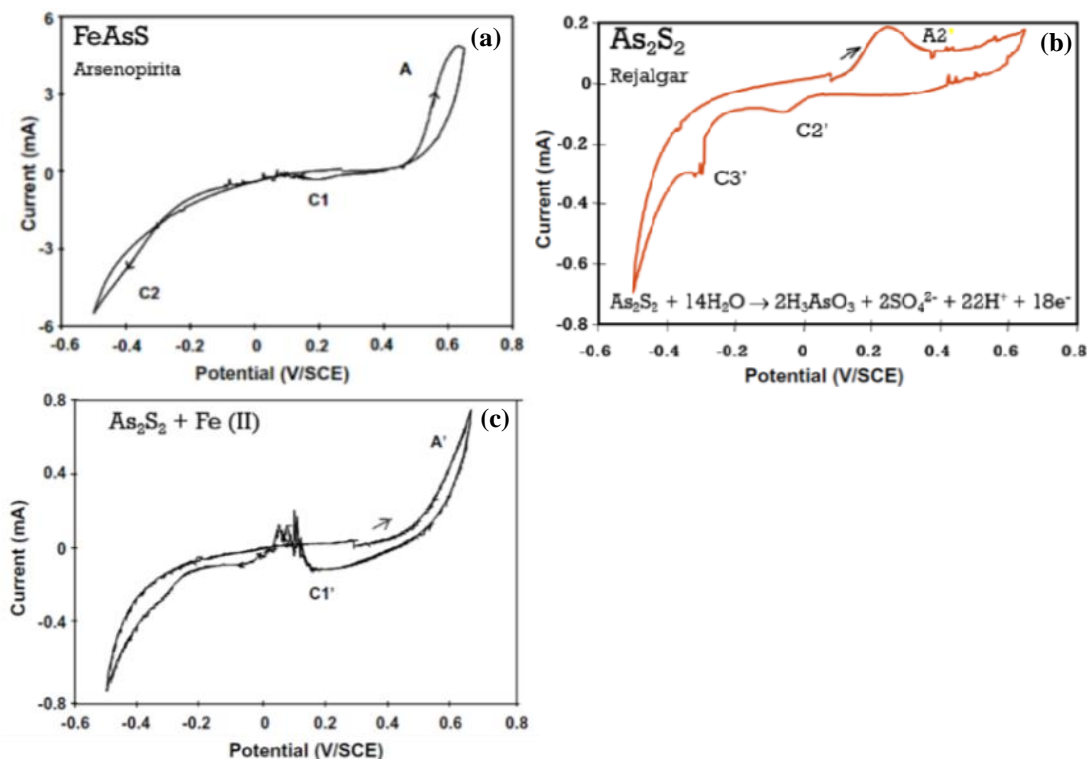 FeAsS
Arsenopirita
(a)
A
C1
C2
6
3
0
-3
-6
Current (mA)
-0.6 -0.4 -0.2 0 0.2 0.4 0.6 0.8
Potential (V/SCE)
As₂S₂
Rejalgar
(b)
A2'
C2'
C3'
As₂S₂ + 14H₂O → 2H₃AsO₃ + 2SO₄²⁻ + 22H⁺ + 18e⁻
0.2
0
-0.2
-0.4
-0.6
-0.8
Current (mA)
-0.6 -0.4 -0.2 0 0.2 0.4 0.6 0.8
Potential (V/SCE)
As₂S₂ + Fe (II)
(c)
A'
C1'
0.8
0.4
0
-0.4
-0.8
Current (mA)
-0.6 -0.4 -0.2 0 0.2 0.4 0.6 0.8
Potential (V/SCE)